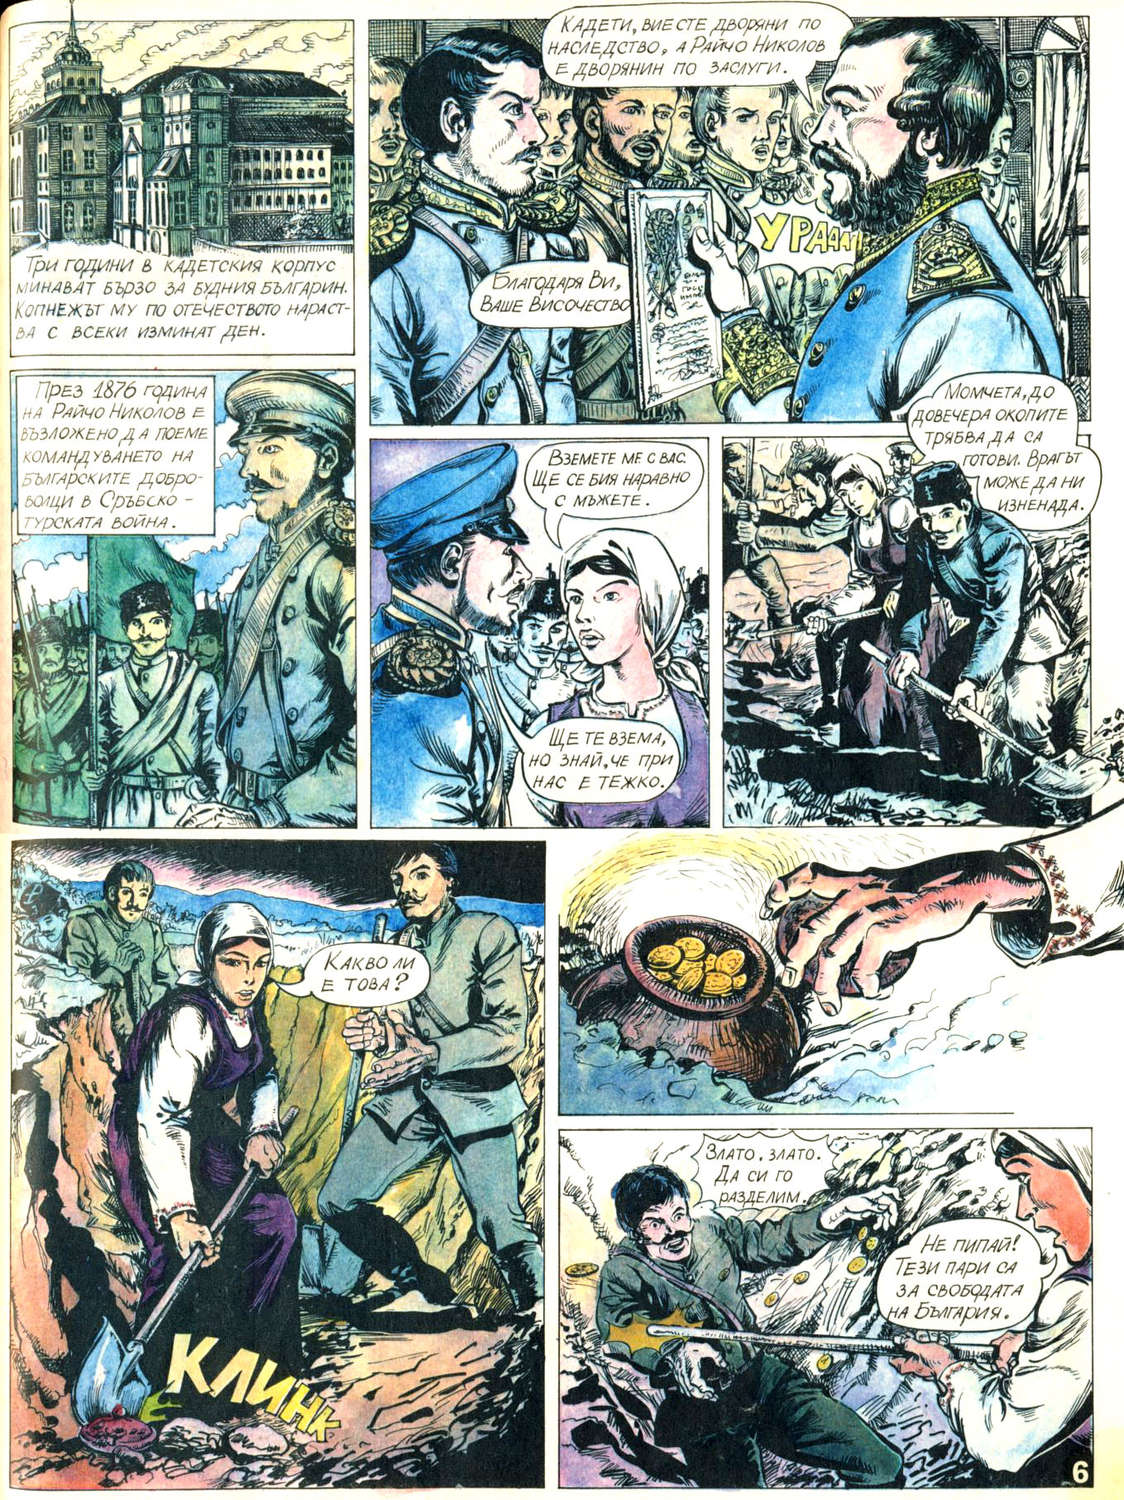 Три години в Кадетския корпус
минават бързо за будния българин.
Копнежът му по отечеството нараст-
ва с всеки изминат ден.
Кадети, вие сте дворяни по
наследство, а Райчо Николов
е дворянин по заслуги.
УРАААА!
Благодаря Ви,
Ваше Височество
През 1876 година
на Райчо Николов е
възложено да поеме
командуването на
българските добро-
волци в Сръбско-
турската война.
Вземете ме с вас.
Ще се бия наравно
с мъжете.
Ще те взема,
но знай, че при
нас е тежко.
Момчета, до
довечера окопите
трябва да са
готови. Врагът
може да ни
изненада.
Какво ли
е това?
КЛИНК
Злато, злато.
Да си го
разделим.
Не пипай!
Тези пари са
за свободата
на България.
6